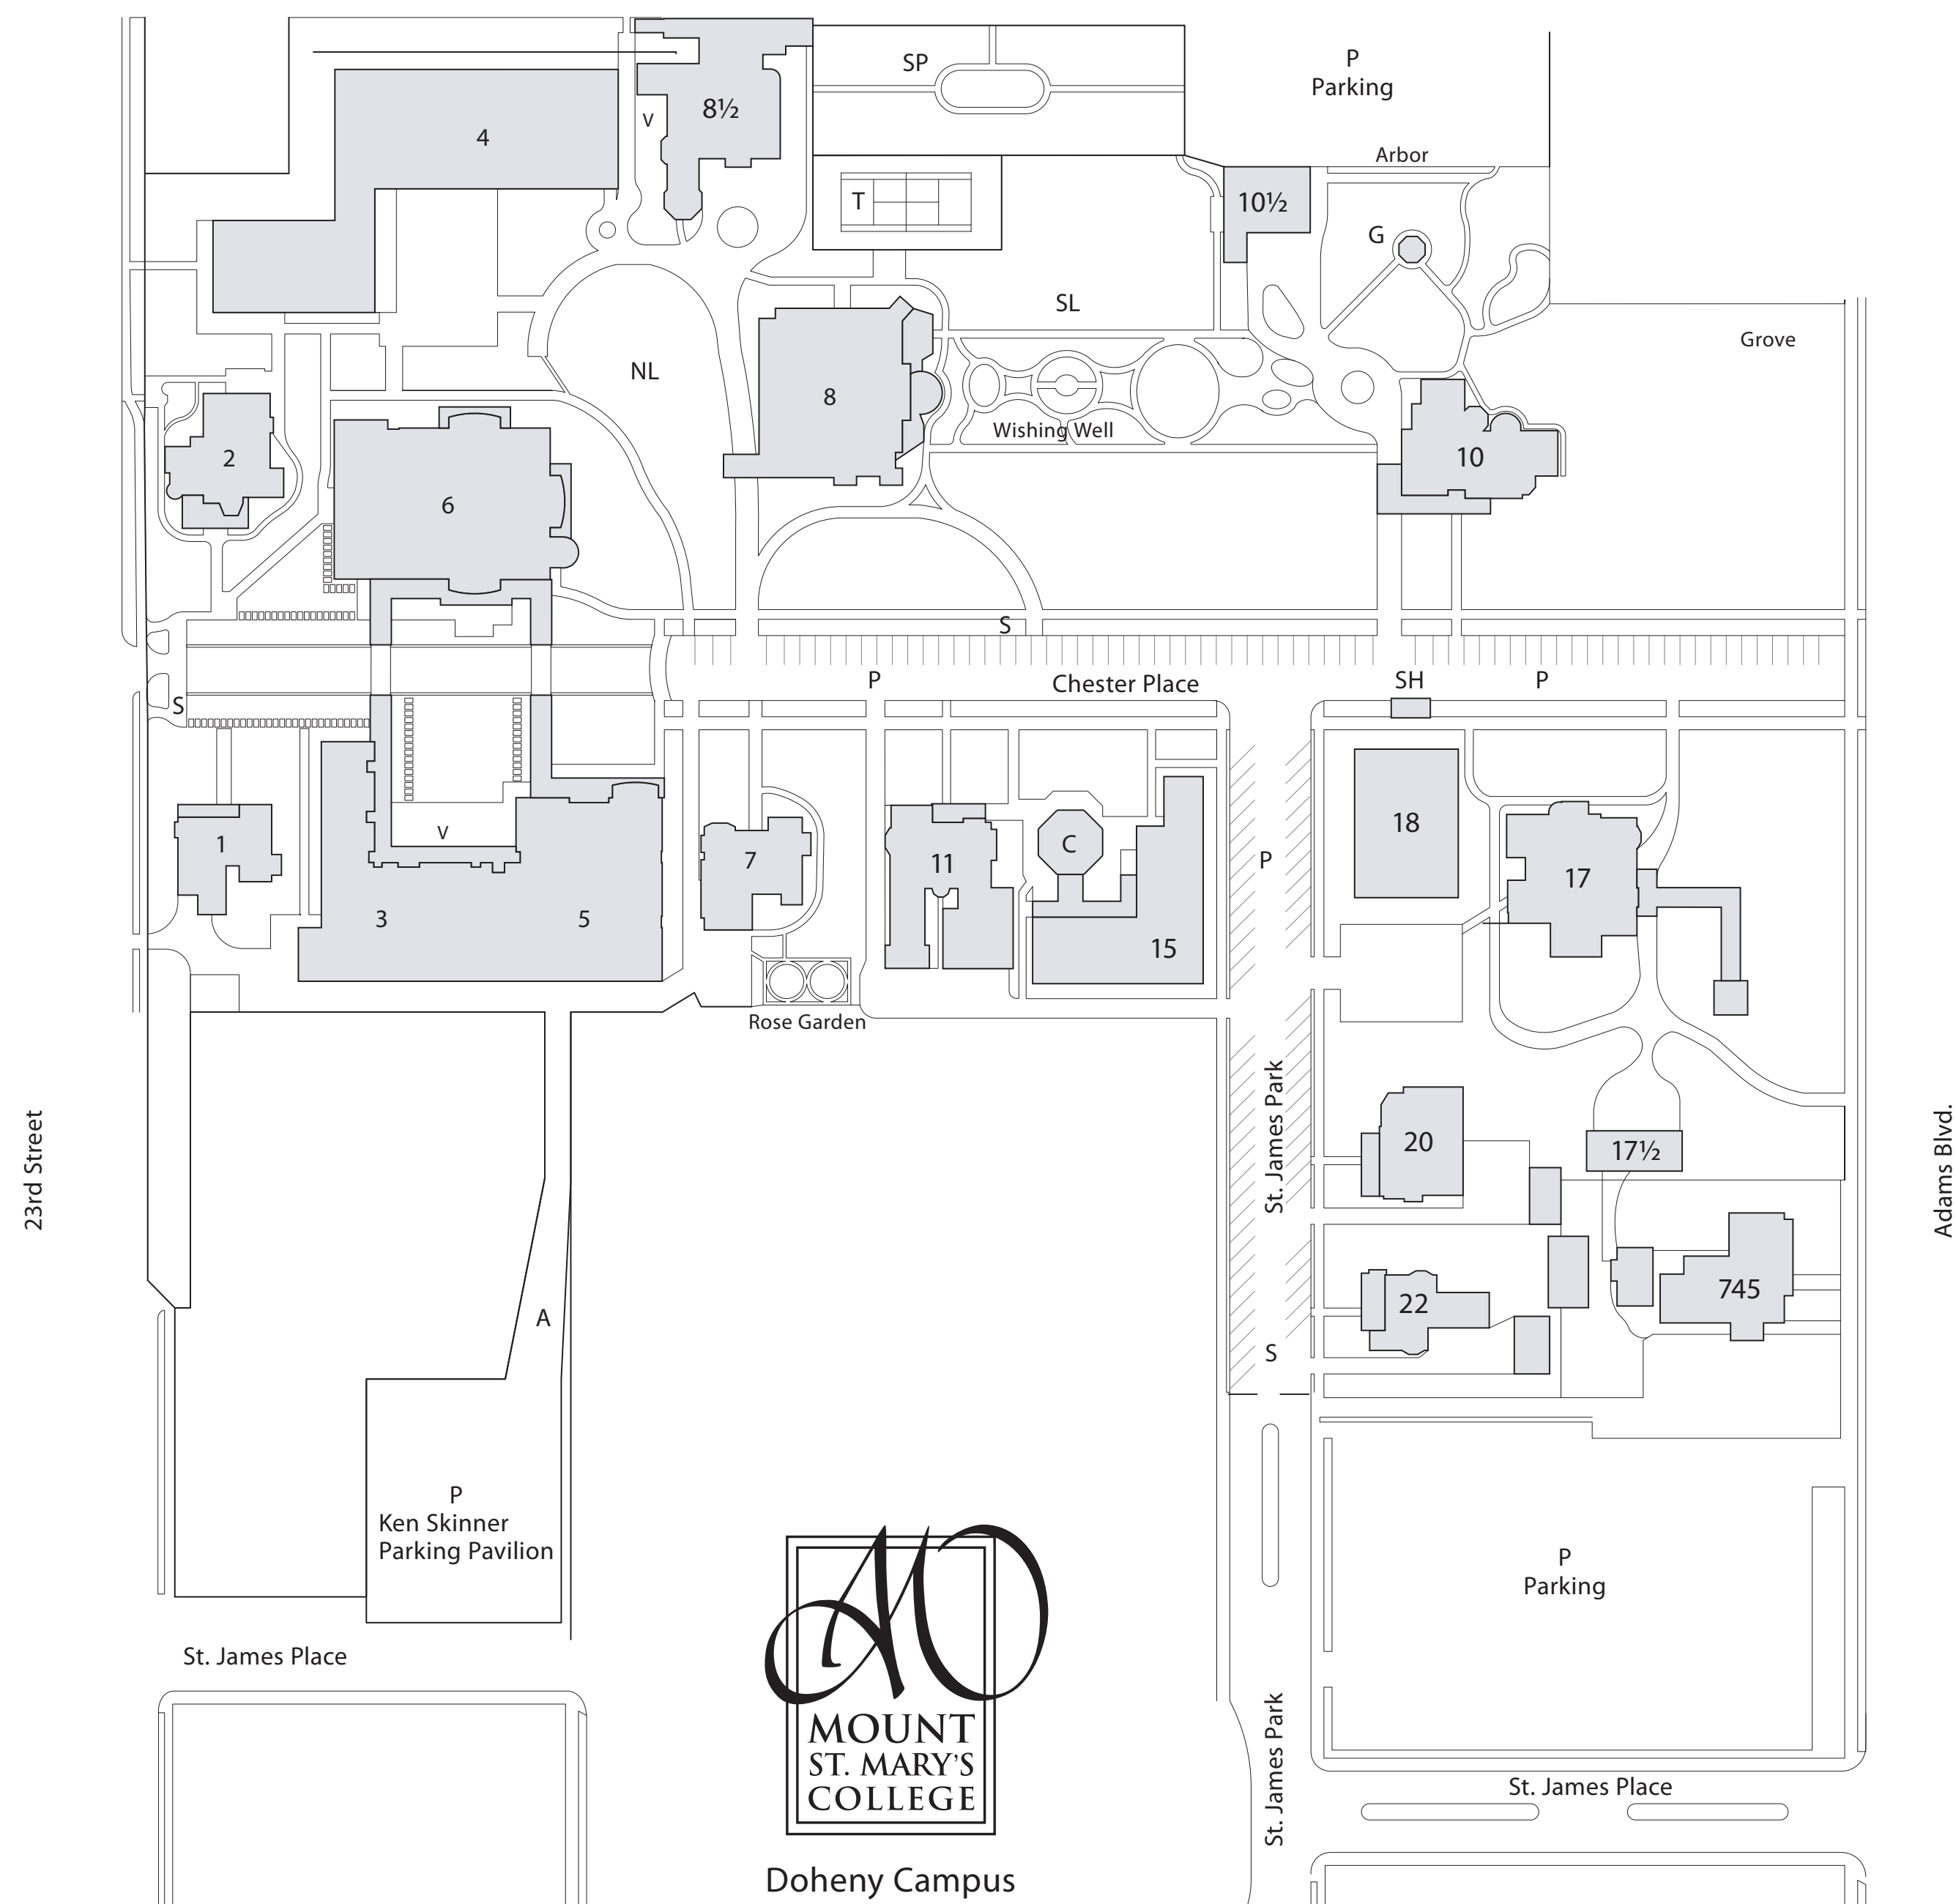 SP
P
Parking
4
V
8½
Arbor
T
10½
G
SL
Grove
NL
8
Wishing Well
2
6
10
S
S
P
Chester Place
SH
P
1
V
3
5
7
11
C
15
P
18
17
Rose Garden
23rd Street
St. James Park
20
17½
Adams Blvd.
A
22
745
S
P
Ken Skinner
Parking Pavilion
P
Parking
St. James Place
MOUNT
ST. MARY'S
COLLEGE
St. James Park
St. James Place
Doheny Campus